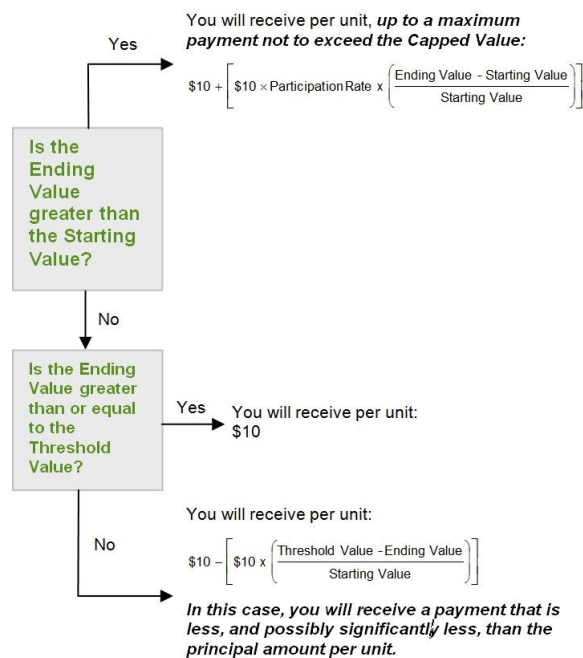 You will receive per unit, up to a maximum
payment not to exceed the Capped Value:
Yes
$10 + [ $10 × Participation Rate x ( Ending Value - Starting Value / Starting Value ) ]
Is the
Ending
Value
greater than
the Starting
Value?
No
Is the Ending
Value greater
than or equal
to the
Threshold
Value?
Yes
You will receive per unit:
$10
You will receive per unit:
No
$10 – [ $10 x ( Threshold Value - Ending Value / Starting Value ) ]
In this case, you will receive a payment that is
less, and possibly significantly less, than the
principal amount per unit.